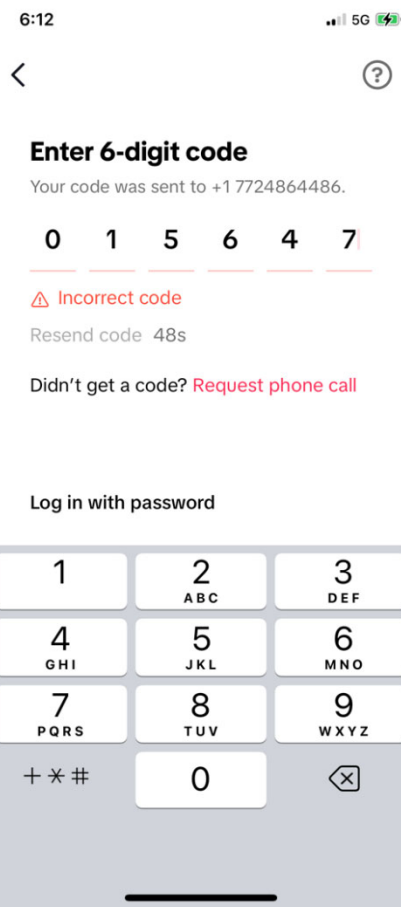 6:12
5G
Enter 6-digit code
Your code was sent to +1 7724864486.
0 1 5 6 4 7
Incorrect code
Resend code 48s
Didn't get a code? Request phone call
Log in with password
1 2 3
ABC DEF
4 5 6
GHI JKL MNO
7 8 9
PQRS TUV WXYZ
+*# 0